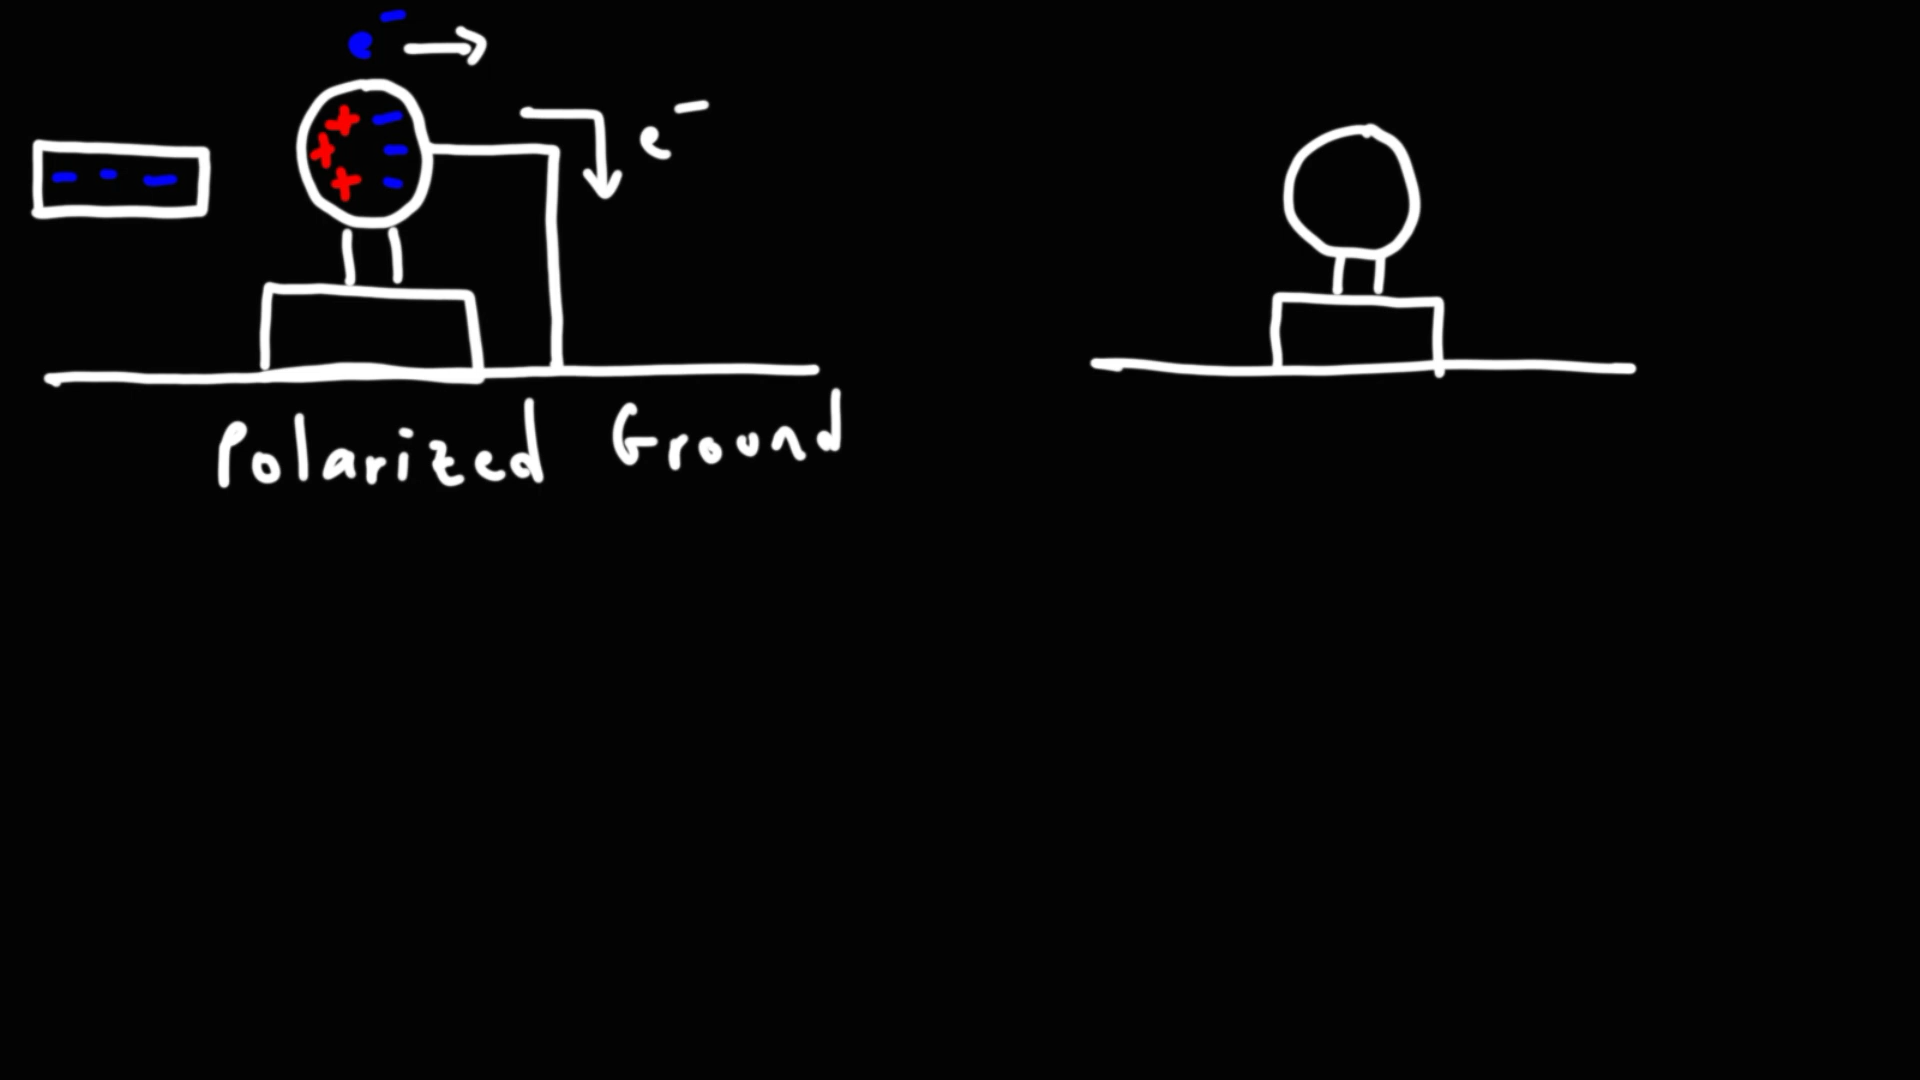 e-
e-
+ -
+ -
+ -
- - -
Polarized Ground